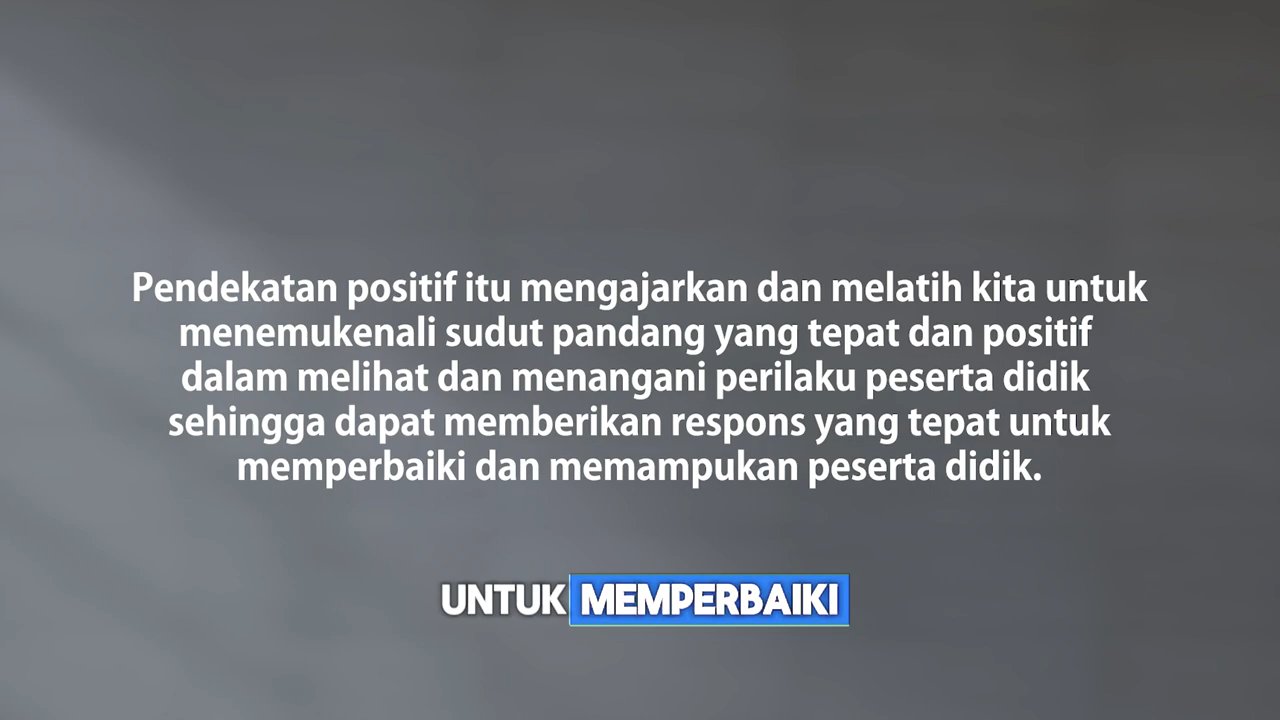 Pendekatan positif itu mengajarkan dan melatih kita untuk
menemukenali sudut pandang yang tepat dan positif
dalam melihat dan menangani perilaku peserta didik
sehingga dapat memberikan respons yang tepat untuk
memperbaiki dan memampukan peserta didik.
UNTUK MEMPERBAIKI